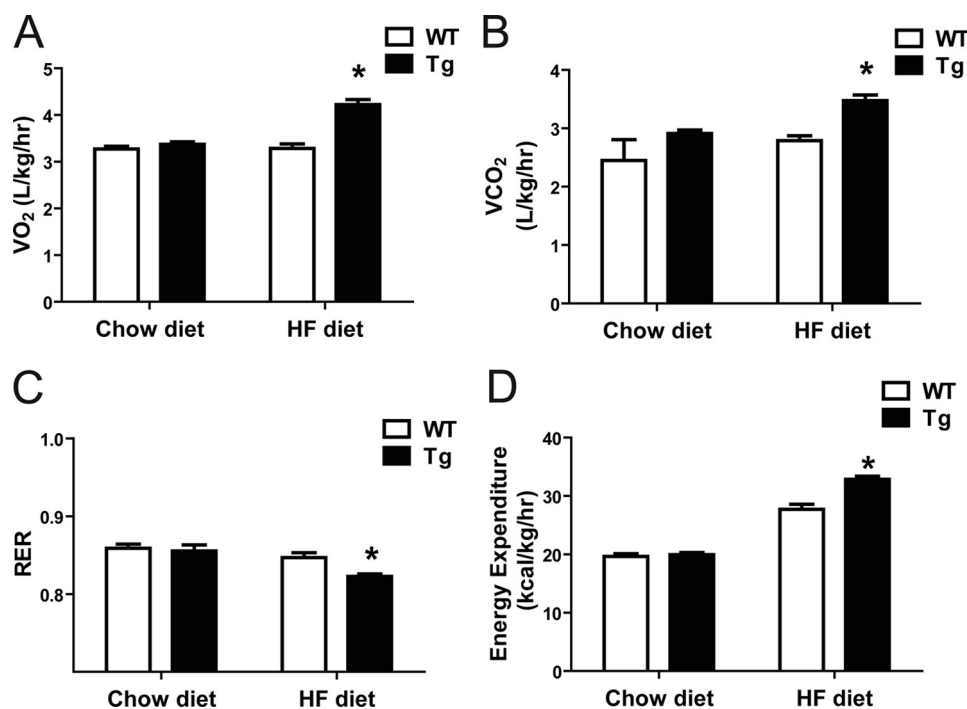 A
WT
Tg
VO2 (L/kg/hr)
5
4
3
2
1
0
*
Chow diet
HF diet
B
WT
Tg
VCO2
(L/kg/hr)
4
3
2
1
0
*
Chow diet
HF diet
C
WT
Tg
RER
1.0
0.9
0.8
*
Chow diet
HF diet
D
WT
Tg
Energy Expenditure
(kcal/kg/hr)
40
30
20
10
0
*
Chow diet
HF diet